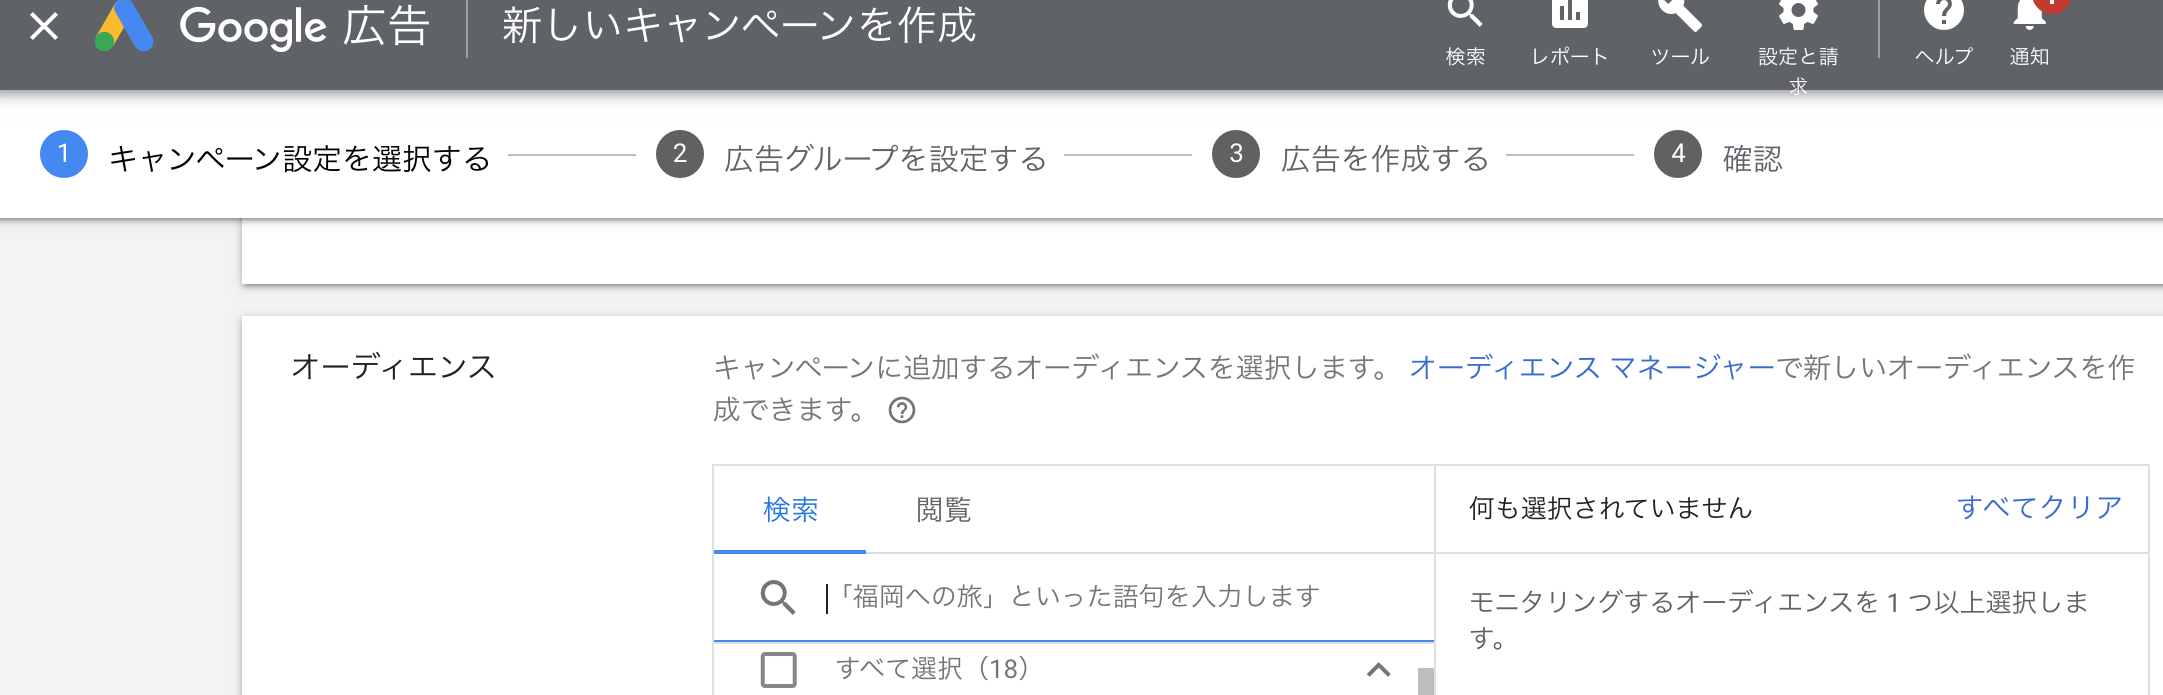 Google 広告
新しいキャンペーンを作成
検索
レポート
ツール
設定と請
求
ヘルプ
通知
1 キャンペーン設定を選択する
2 広告グループを設定する
3 広告を作成する
4 確認
オーディエンス
キャンペーンに追加するオーディエンスを選択します。 オーディエンス マネージャーで新しいオーディエンスを作
成できます。
検索
閲覧
何も選択されていません
すべてクリア
「福岡への旅」といった語句を入力します
モニタリングするオーディエンスを 1 つ以上選択しま
す。
すべて選択（18）